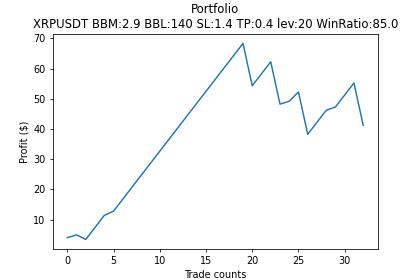 Portfolio
XRPUSDT BBM:2.9 BBL:140 SL:1.4 TP:0.4 lev:20 WinRatio:85.0
70
60
50
40
30
20
10
Profit ($)
0 5 10 15 20 25 30
Trade counts